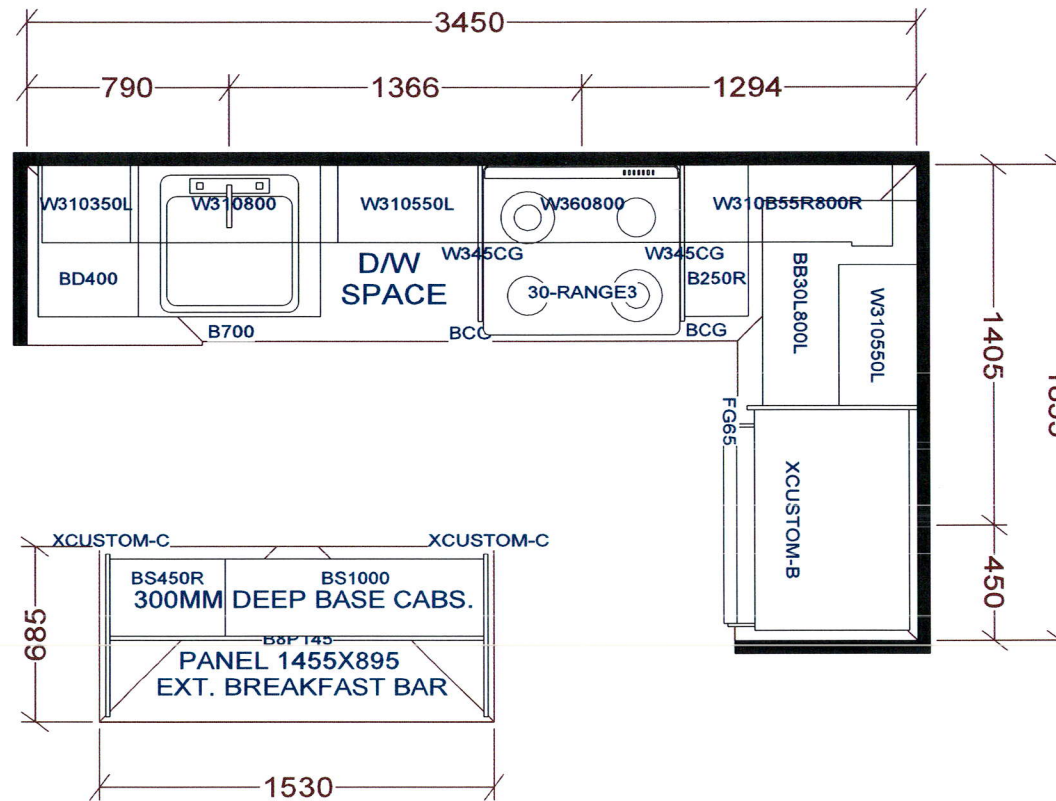 3450
790 1366 1294
W310350L W310800 W310550L W360800 W310B55R800R
W345CG W345CG
D/W
SPACE
BD400 30-RANGE3 B250R
BB30L800L
W310550L
B700 BCG
1405
FG65
XCUSTOM-B
450
XCUSTOM-C XCUSTOM-C
BS450R BS1000
300MM DEEP BASE CABS.
685
PANEL 1455X895
EXT. BREAKFAST BAR
1530